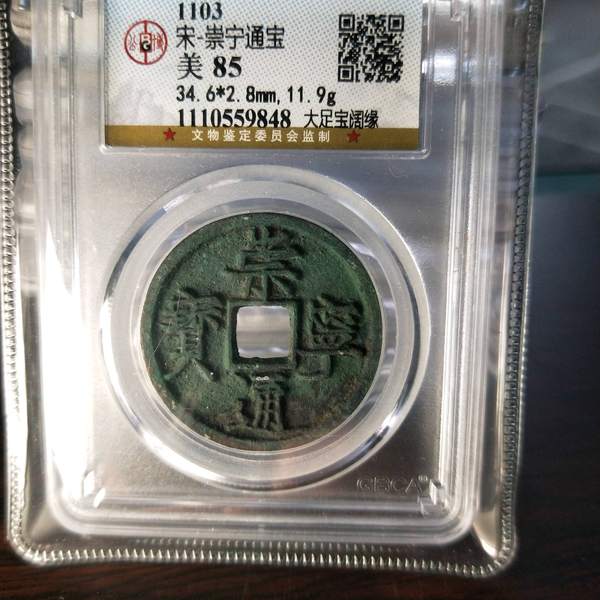 1103
宋-崇宁通宝
美 85
34.6*2.8mm,11.9g
1110559848 大足宝阔缘
★ 文物鉴定委员会监制 ★
崇寧通寳
GBCA